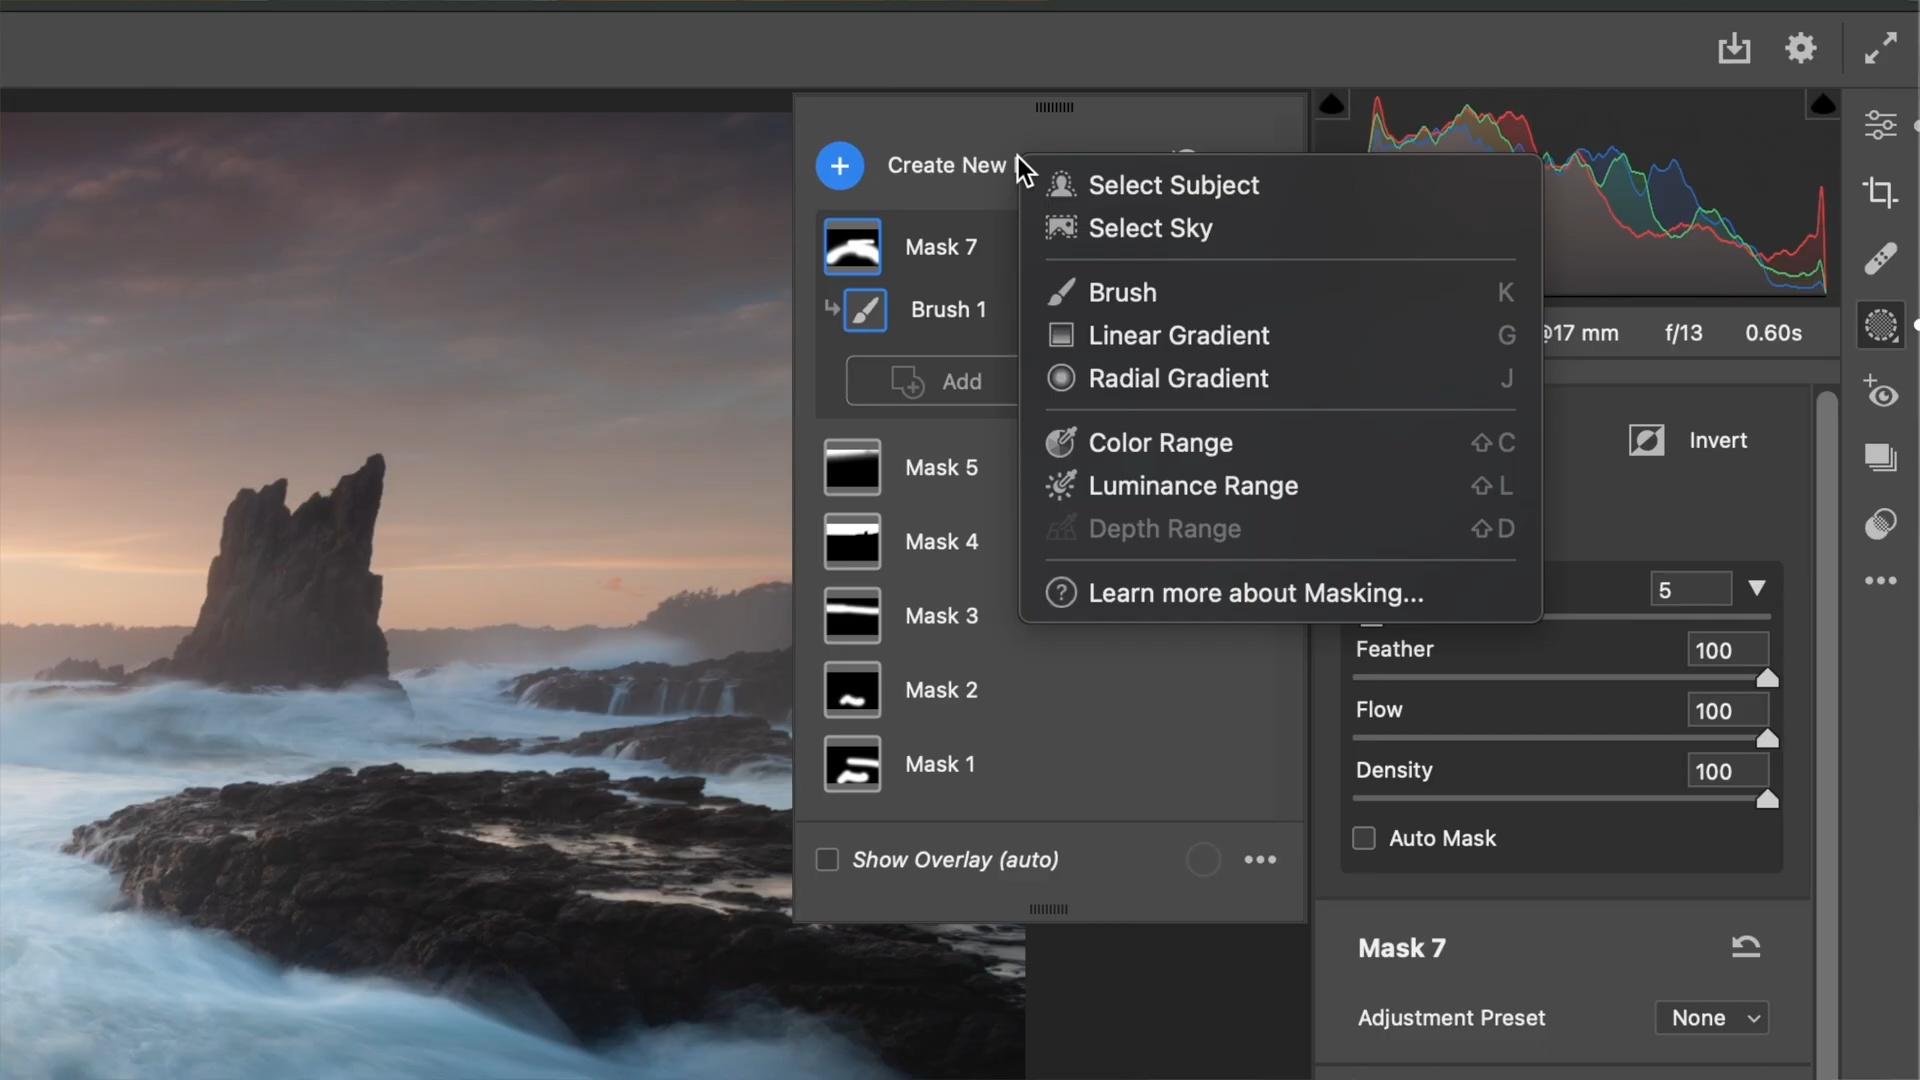 Create New
Mask 7
Brush 1
Add
Mask 5
Mask 4
Mask 3
Mask 2
Mask 1
Show Overlay (auto)
Select Subject
Select Sky
Brush K
Linear Gradient G
Radial Gradient J
Color Range ⇧ C
Luminance Range ⇧ L
Depth Range ⇧ D
? Learn more about Masking...
17 mm f/13 0.60s
Invert
5
Feather 100
Flow 100
Density 100
Auto Mask
Mask 7
Adjustment Preset None